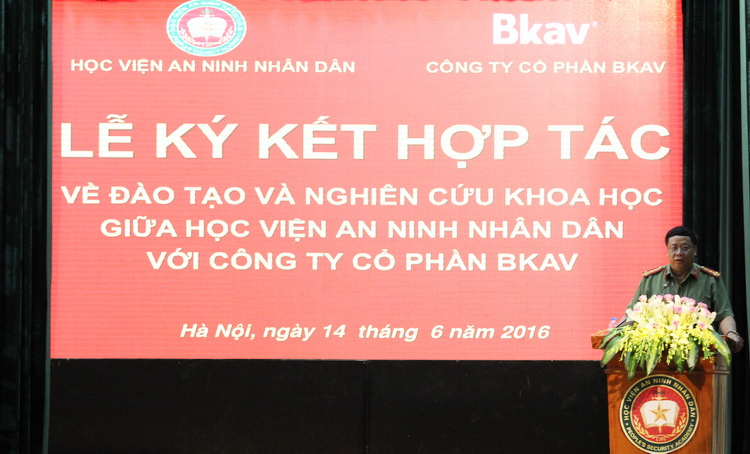 Bkav
HỌC VIỆN AN NINH NHÂN DÂN
CÔNG TY CỔ PHẦN BKAV
LỄ KÝ KẾT HỢP TÁC
VỀ ĐÀO TẠO VÀ NGHIÊN CỨU KHOA HỌC
GIỮA HỌC VIỆN AN NINH NHÂN DÂN
VỚI CÔNG TY CỔ PHẦN BKAV
Hà Nội, ngày 14 tháng 6 năm 2016
HỌC VIỆN AN NINH NHÂN DÂN
PEOPLE'S SECURITY ACADEMY